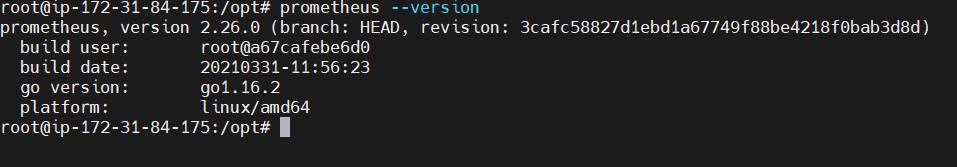 root@ip-172-31-84-175:/opt# prometheus --version
prometheus, version 2.26.0 (branch: HEAD, revision: 3cafc58827d1ebd1a67749f88be4218f0bab3d8d)
  build user:       root@a67cafebe6d0
  build date:       20210331-11:56:23
  go version:       go1.16.2
  platform:         linux/amd64
root@ip-172-31-84-175:/opt#